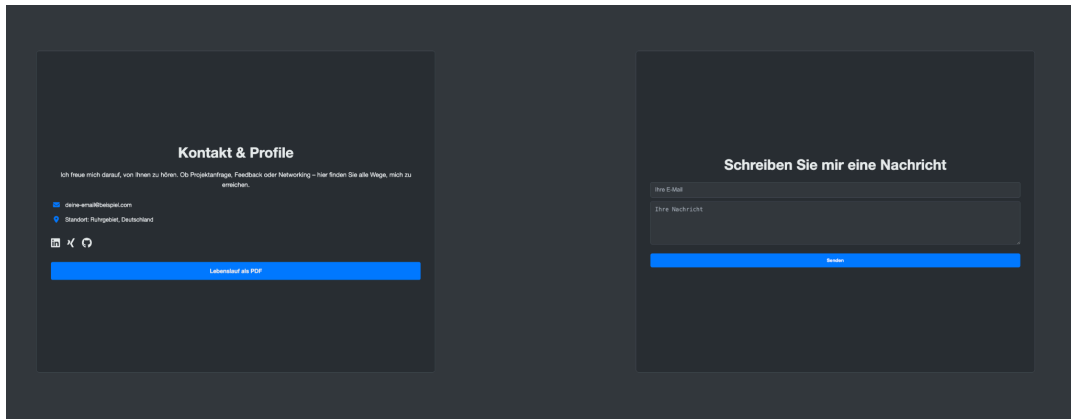 Kontakt & Profile
Ich freue mich darauf, von Ihnen zu hören. Ob Projektanfrage, Feedback oder Networking – hier finden Sie alle Wege, mich zu
erreichen.
deine-email@beispiel.com
Standort: Ruhrgebiet, Deutschland
in
Lebenslauf als PDF
Schreiben Sie mir eine Nachricht
Ihre E-Mail
Ihre Nachricht
Senden